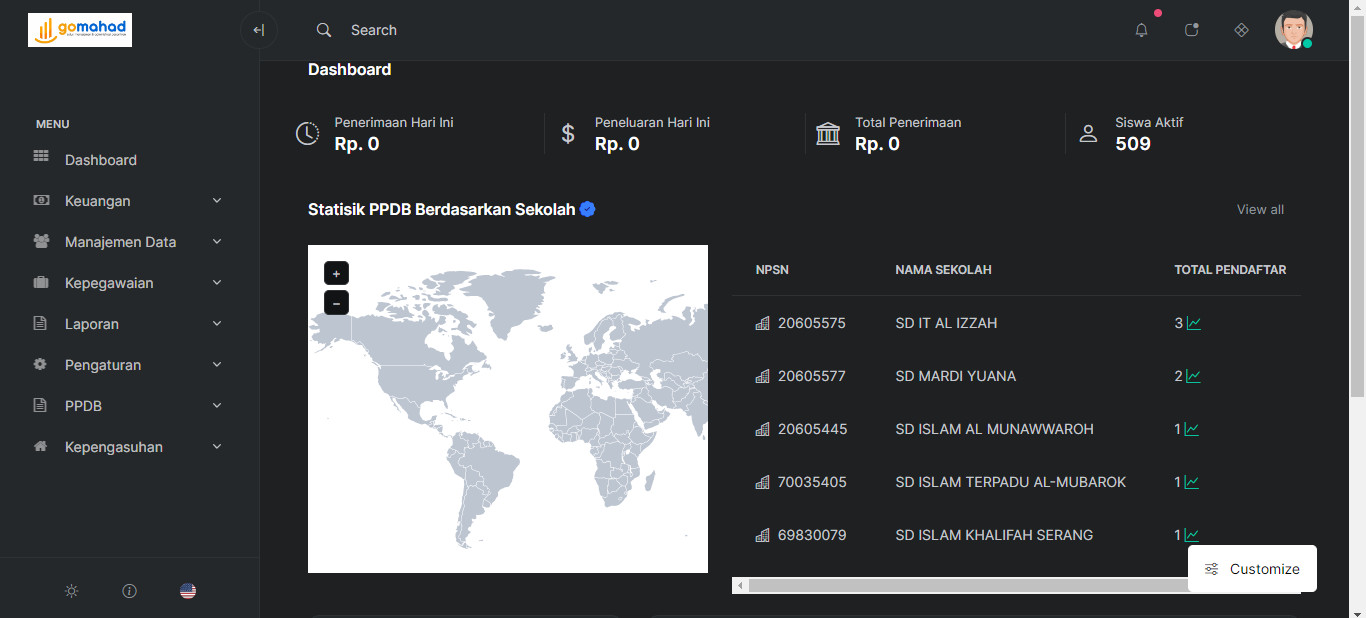 gomahad
Search
Dashboard
MENU
Dashboard
Keuangan
Manajemen Data
Kepegawaian
Laporan
Pengaturan
PPDB
Kepengasuhan
Penerimaan Hari Ini
Rp. 0
Peneluaran Hari Ini
Rp. 0
Total Penerimaan
Rp. 0
Siswa Aktif
509
Statisik PPDB Berdasarkan Sekolah
View all
+
−
NPSN NAMA SEKOLAH TOTAL PENDAFTAR
20605575 SD IT AL IZZAH 3
20605577 SD MARDI YUANA 2
20605445 SD ISLAM AL MUNAWWAROH 1
70035405 SD ISLAM TERPADU AL-MUBAROK 1
69830079 SD ISLAM KHALIFAH SERANG 1
Customize